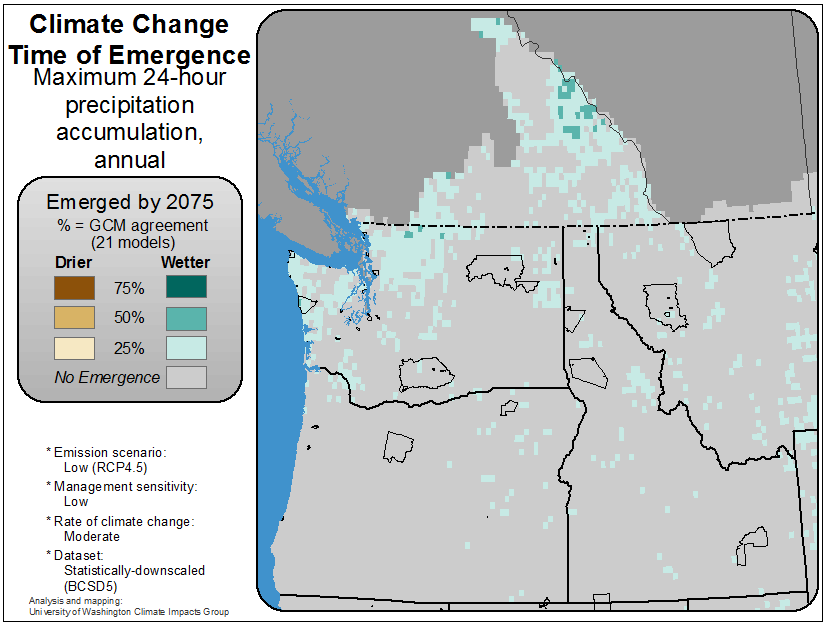 Climate Change
Time of Emergence
Maximum 24-hour
precipitation
accumulation,
annual
Emerged by 2075
% = GCM agreement
(21 models)
Drier Wetter
75%
50%
25%
No Emergence
* Emission scenario:
Low (RCP4.5)
* Management sensitivity:
Low
* Rate of climate change:
Moderate
* Dataset:
Statistically-downscaled
(BCSD5)
Analysis and mapping:
University of Washington Climate Impacts Group